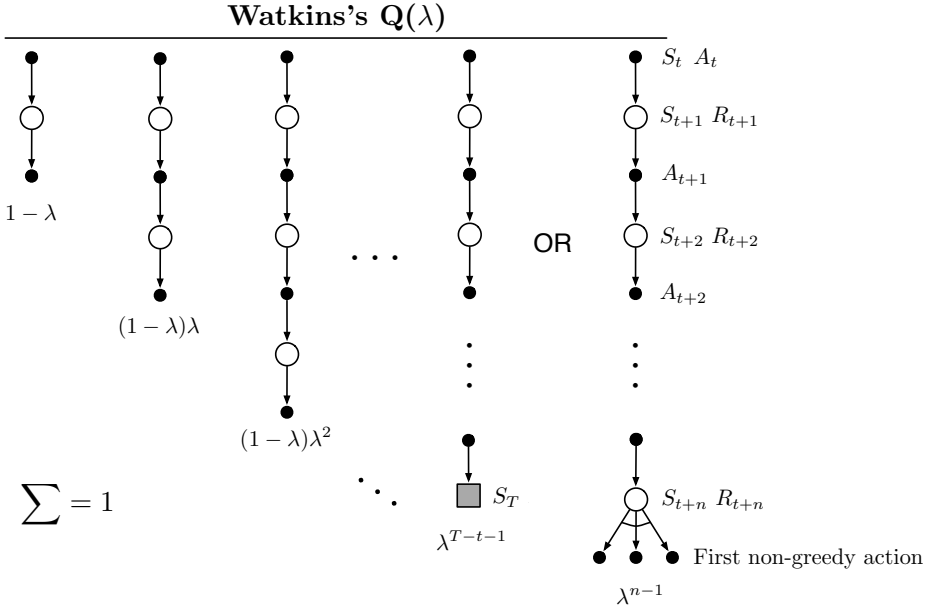 Watkins's Q(λ)
S_t A_t
S_{t+1} R_{t+1}
A_{t+1}
1 − λ
S_{t+2} R_{t+2}
OR
. . .
A_{t+2}
(1 − λ)λ
(1 − λ)λ^2
∑ = 1
S_T
S_{t+n} R_{t+n}
λ^{T−t−1}
First non-greedy action
λ^{n−1}